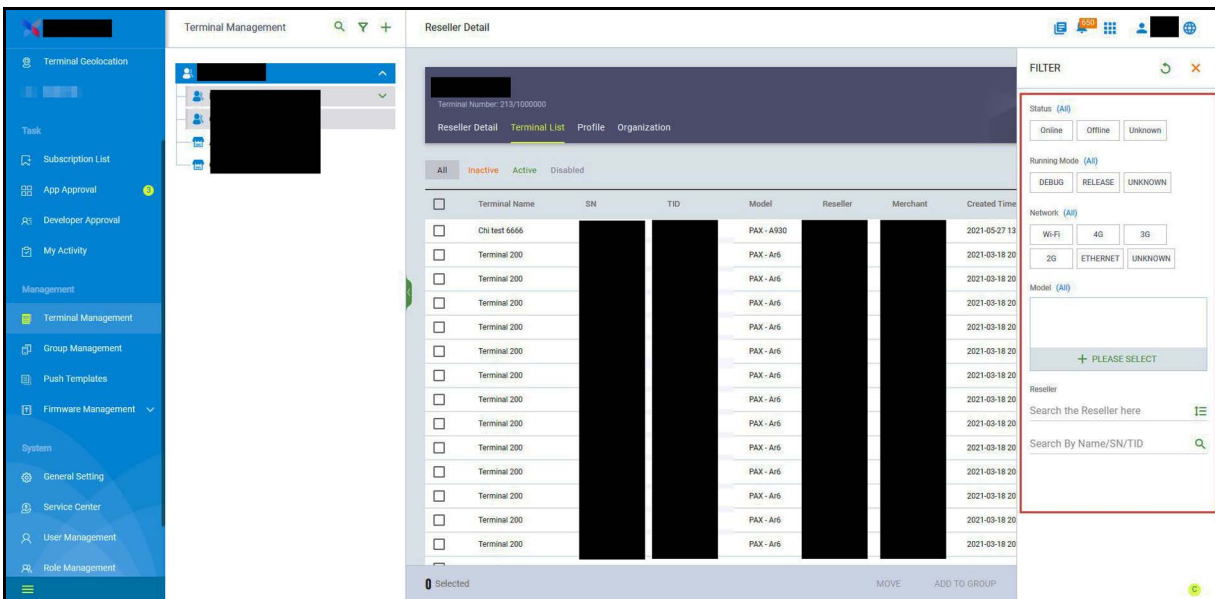 Terminal Management
Reseller Detail
650
Terminal Geolocation
Task
Subscription List
App Approval
3
Developer Approval
My Activity
Management
Terminal Management
Group Management
Push Templates
Firmware Management
System
General Setting
Service Center
User Management
Role Management
Terminal Number: 213/1000000
Reseller Detail Terminal List Profile Organization
All Inactive Active Disabled
Terminal Name SN TID Model Reseller Merchant Created Time
Chi test 6666 PAX - A930 2021-05-27 13
Terminal 200 PAX - Ar6 2021-03-18 20
Terminal 200 PAX - Ar6 2021-03-18 20
Terminal 200 PAX - Ar6 2021-03-18 20
Terminal 200 PAX - Ar6 2021-03-18 20
Terminal 200 PAX - Ar6 2021-03-18 20
Terminal 200 PAX - Ar6 2021-03-18 20
Terminal 200 PAX - Ar6 2021-03-18 20
Terminal 200 PAX - Ar6 2021-03-18 20
Terminal 200 PAX - Ar6 2021-03-18 20
Terminal 200 PAX - Ar6 2021-03-18 20
Terminal 200 PAX - Ar6 2021-03-18 20
Terminal 200 PAX - Ar6 2021-03-18 20
Terminal 200 PAX - Ar6 2021-03-18 20
0 Selected
MOVE ADD TO GROUP
FILTER
Status (All)
Online Offline Unknown
Running Mode (All)
DEBUG RELEASE UNKNOWN
Network (All)
Wi-Fi 4G 3G
2G ETHERNET UNKNOWN
Model (All)
+ PLEASE SELECT
Reseller
Search the Reseller here
Search By Name/SN/TID
C